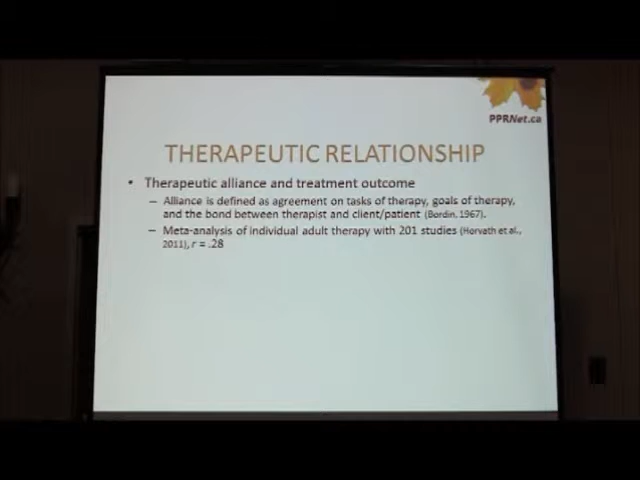 PPRNet.ca
THERAPEUTIC RELATIONSHIP
• Therapeutic alliance and treatment outcome
– Alliance is defined as agreement on tasks of therapy, goals of therapy,
and the bond between therapist and client/patient (Bordin, 1967).
– Meta-analysis of individual adult therapy with 201 studies (Horvath et al.,
2011), r = .28